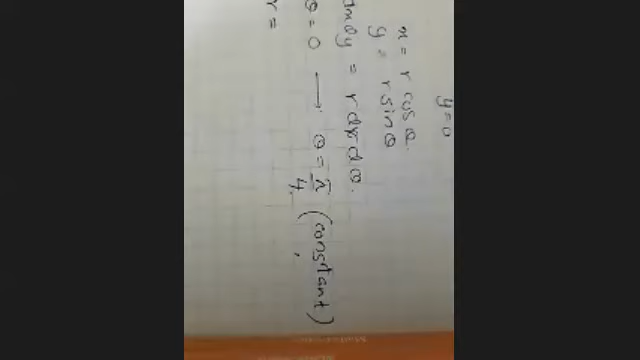 y=0
x = r cos θ.
y = r sin θ
dxdy = r dr dθ.
θ = 0 → θ = π/4 (constant)
r =